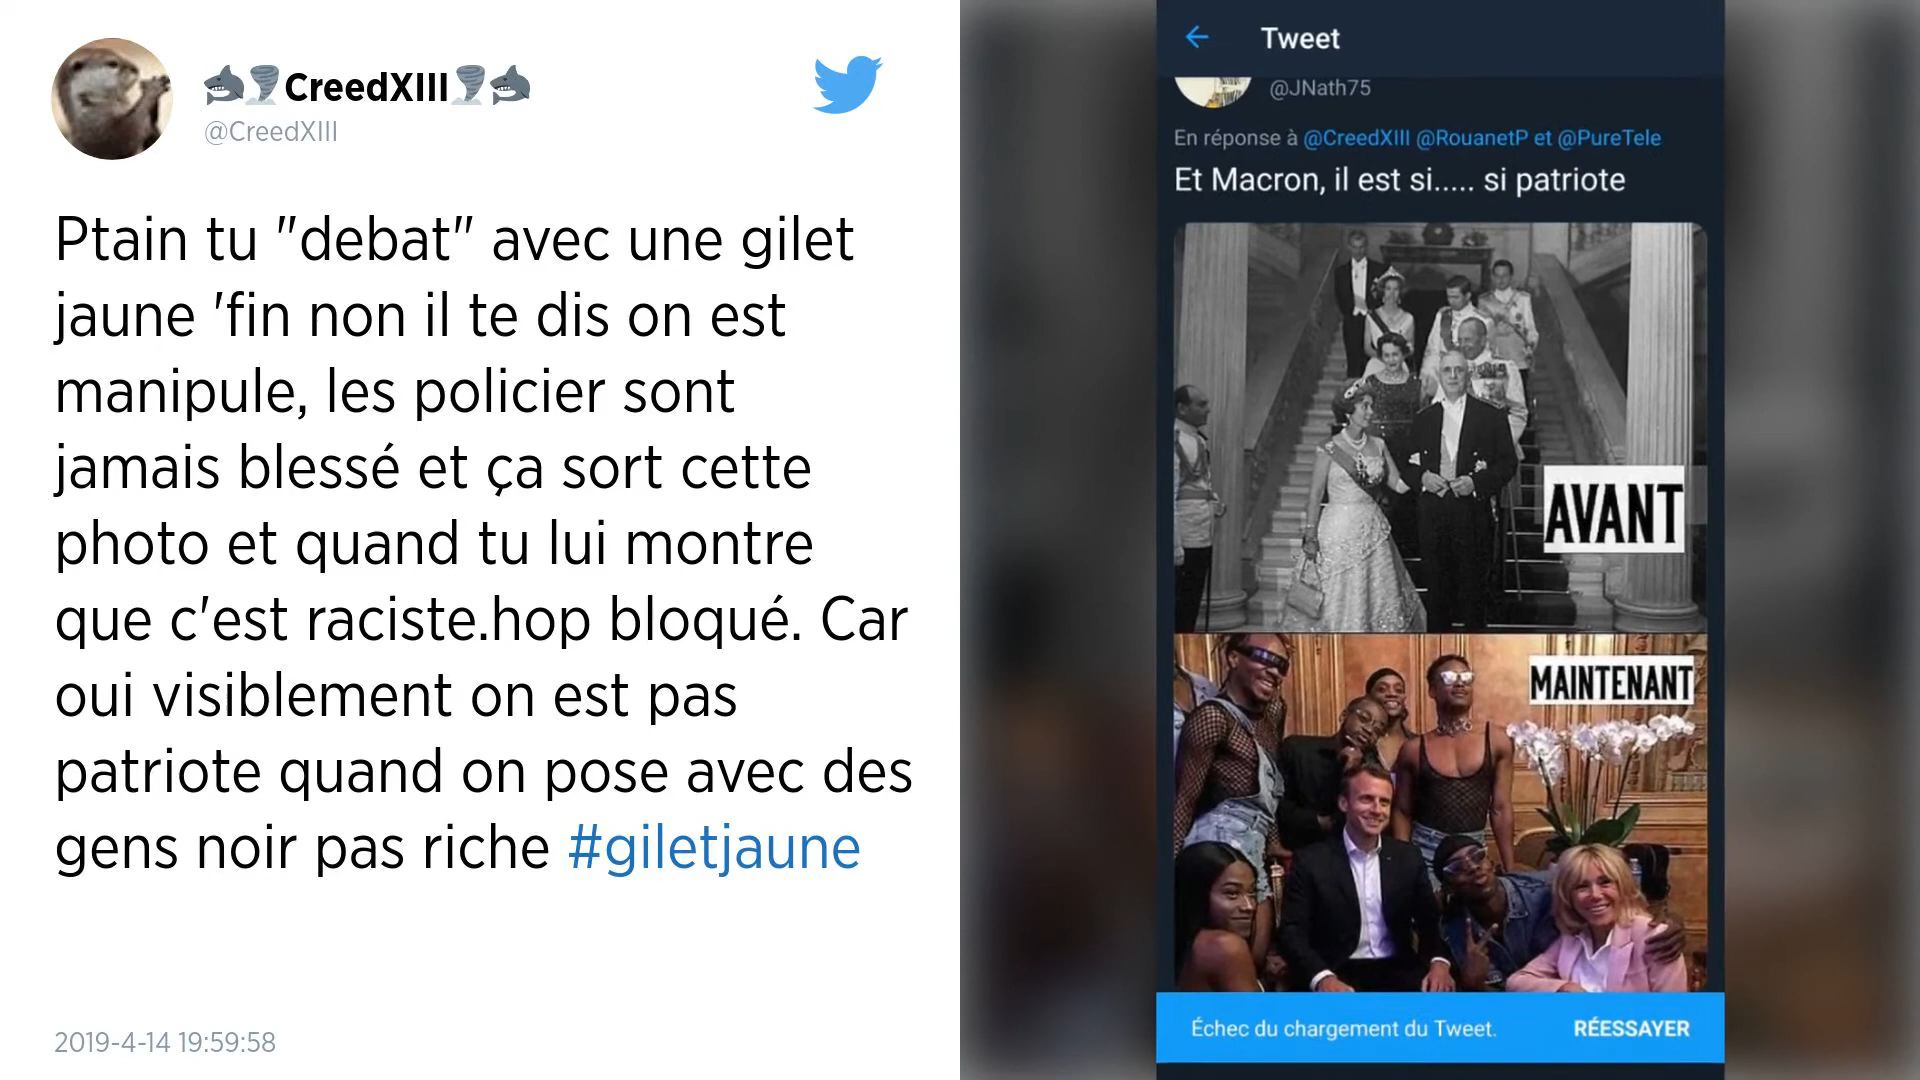 CreedXIII
@CreedXIII
Ptain tu "debat" avec une gilet
jaune 'fin non il te dis on est
manipule, les policier sont
jamais blessé et ça sort cette
photo et quand tu lui montre
que c'est raciste.hop bloqué. Car
oui visiblement on est pas
patriote quand on pose avec des
gens noir pas riche #giletjaune
2019-4-14 19:59:58
Tweet
@JNath75
En réponse à @CreedXIII @RouanetP et @PureTele
Et Macron, il est si..... si patriote
AVANT
MAINTENANT
Échec du chargement du Tweet.
RÉESSAYER